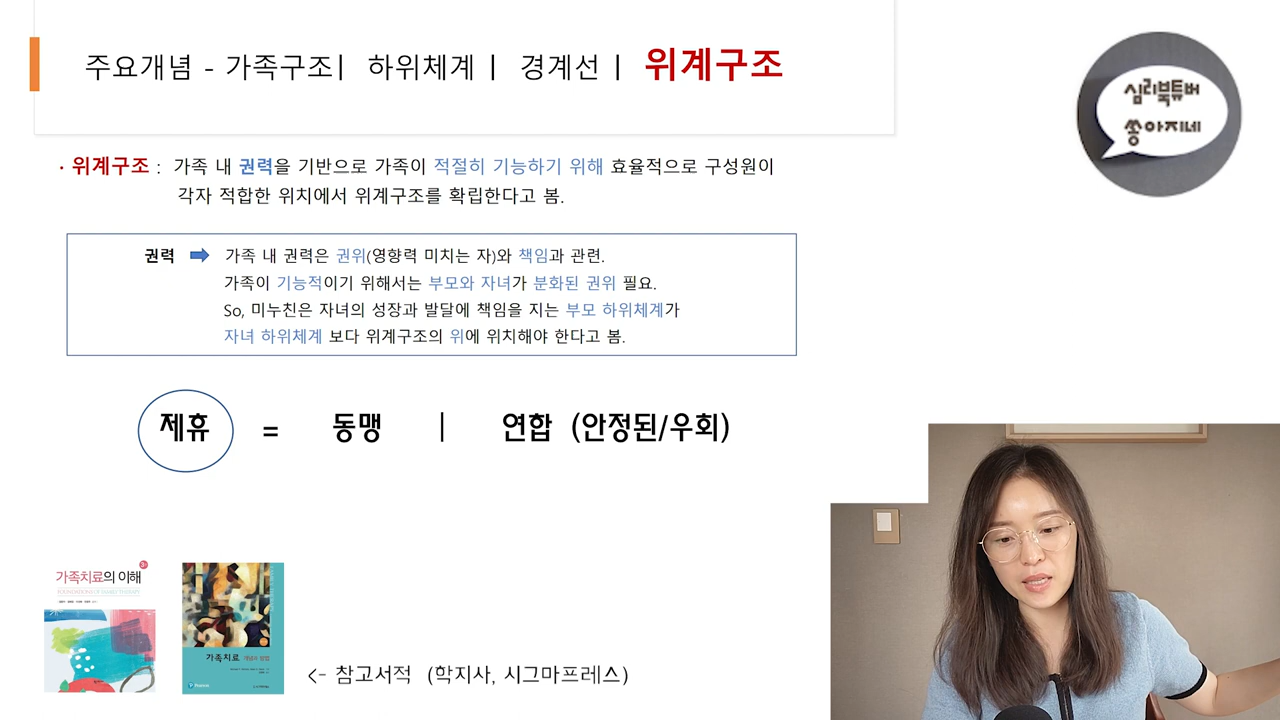 주요개념 - 가족구조| 하위체계 | 경계선 | 위계구조
심리북튜버
쏭아지네
· 위계구조 : 가족 내 권력을 기반으로 가족이 적절히 기능하기 위해 효율적으로 구성원이
각자 적합한 위치에서 위계구조를 확립한다고 봄.
권력 ➡ 가족 내 권력은 권위(영향력 미치는 자)와 책임과 관련.
가족이 기능적이기 위해서는 부모와 자녀가 분화된 권위 필요.
So, 미누친은 자녀의 성장과 발달에 책임을 지는 부모 하위체계가
자녀 하위체계 보다 위계구조의 위에 위치해야 한다고 봄.
제휴 = 동맹 | 연합 (안정된/우회)
가족치료의 이해
가족치료 개념과 방법
Pearson
<- 참고서적 (학지사, 시그마프레스)